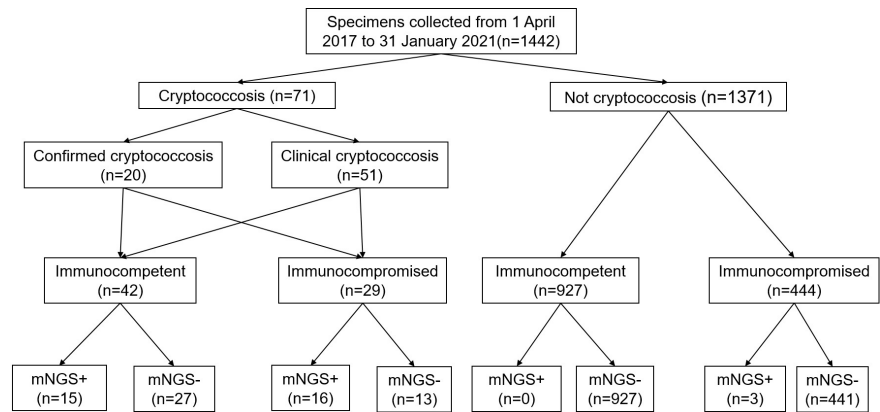 Specimens collected from 1 April
2017 to 31 January 2021(n=1442)
Cryptococcosis (n=71)
Not cryptococcosis (n=1371)
Confirmed cryptococcosis
(n=20)
Clinical cryptococcosis
(n=51)
Immunocompetent
(n=42)
Immunocompromised
(n=29)
Immunocompetent
(n=927)
Immunocompromised
(n=444)
mNGS+
(n=15)
mNGS-
(n=27)
mNGS+
(n=16)
mNGS-
(n=13)
mNGS+
(n=0)
mNGS-
(n=927)
mNGS+
(n=3)
mNGS-
(n=441)